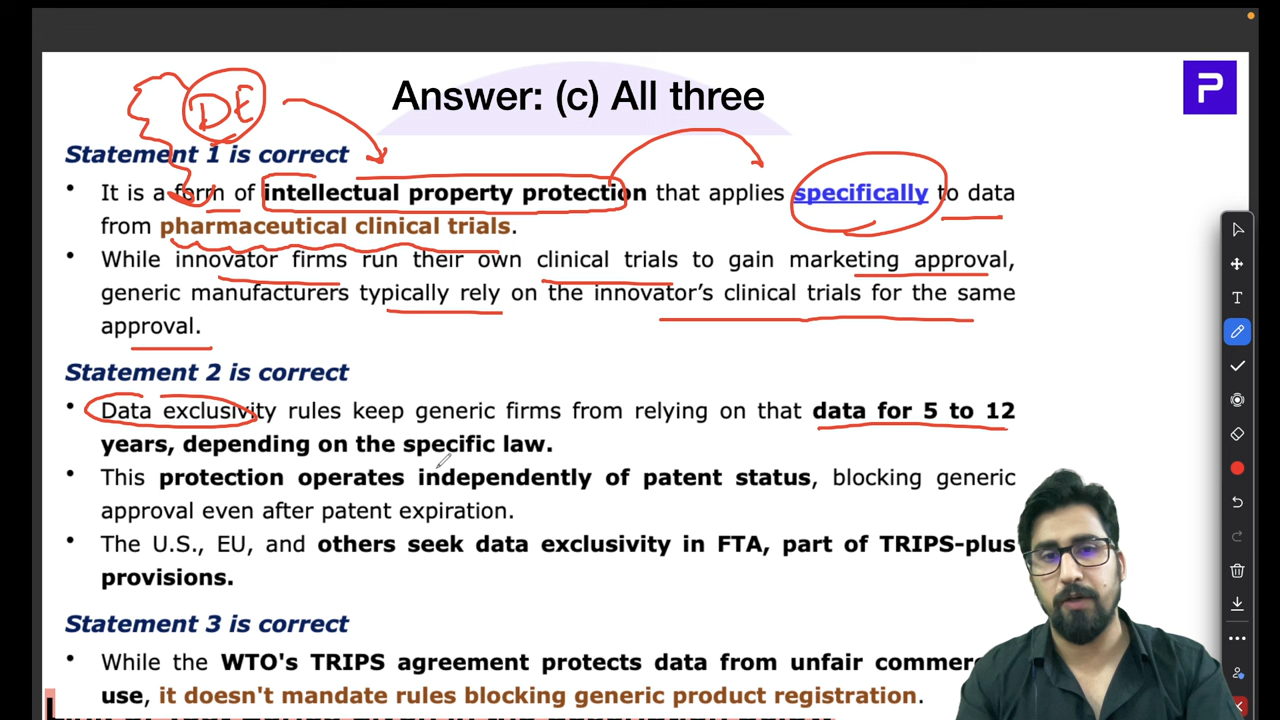 Answer: (c) All three
P
DE
Statement 1 is correct
• It is a form of intellectual property protection that applies specifically to data
from pharmaceutical clinical trials.
• While innovator firms run their own clinical trials to gain marketing approval,
generic manufacturers typically rely on the innovator's clinical trials for the same
approval.
Statement 2 is correct
• Data exclusivity rules keep generic firms from relying on that data for 5 to 12
years, depending on the specific law.
• This protection operates independently of patent status, blocking generic
approval even after patent expiration.
• The U.S., EU, and others seek data exclusivity in FTA, part of TRIPS-plus
provisions.
Statement 3 is correct
• While the WTO's TRIPS agreement protects data from unfair
use, it doesn't mandate rules blocking generic product registration.
T